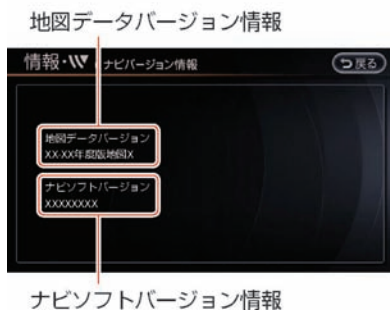 地図データバージョン情報
情報・W ナビバージョン情報
戻る
地図データバージョン
XX-XX年度版地図X
ナビソフトバージョン
XXXXXXXX
ナビソフトバージョン情報